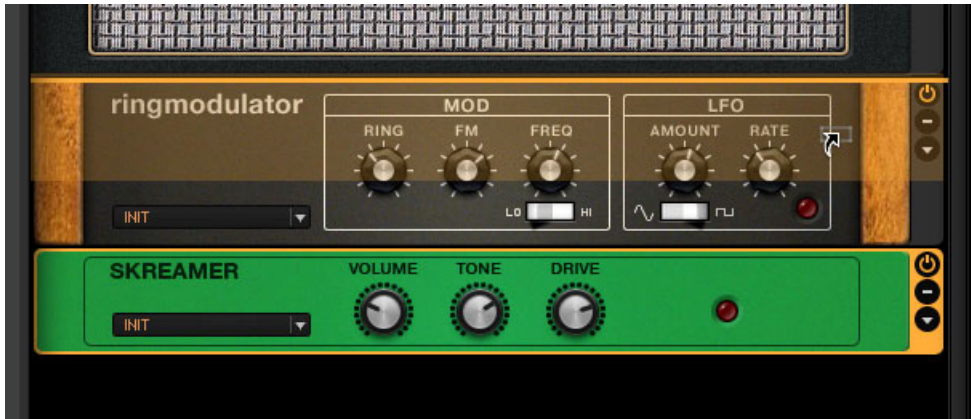 ringmodulator
MOD
LFO
RING FM FREQ
AMOUNT RATE
LO HI
INIT
SKREAMER
VOLUME TONE DRIVE
INIT